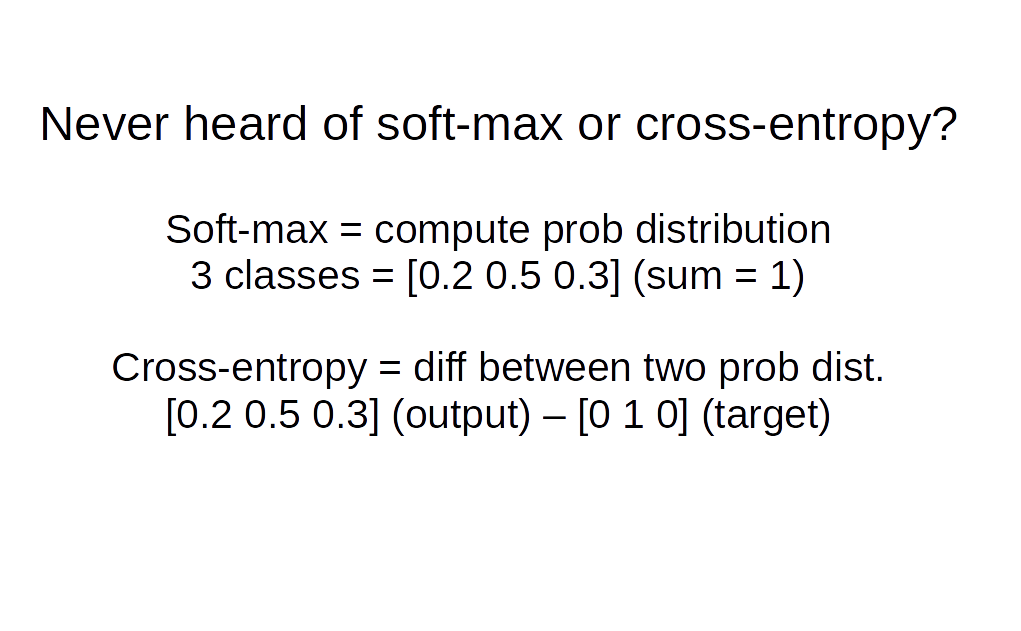 Never heard of soft-max or cross-entropy?
Soft-max = compute prob distribution
3 classes = [0.2 0.5 0.3] (sum = 1)
Cross-entropy = diff between two prob dist.
[0.2 0.5 0.3] (output) – [0 1 0] (target)